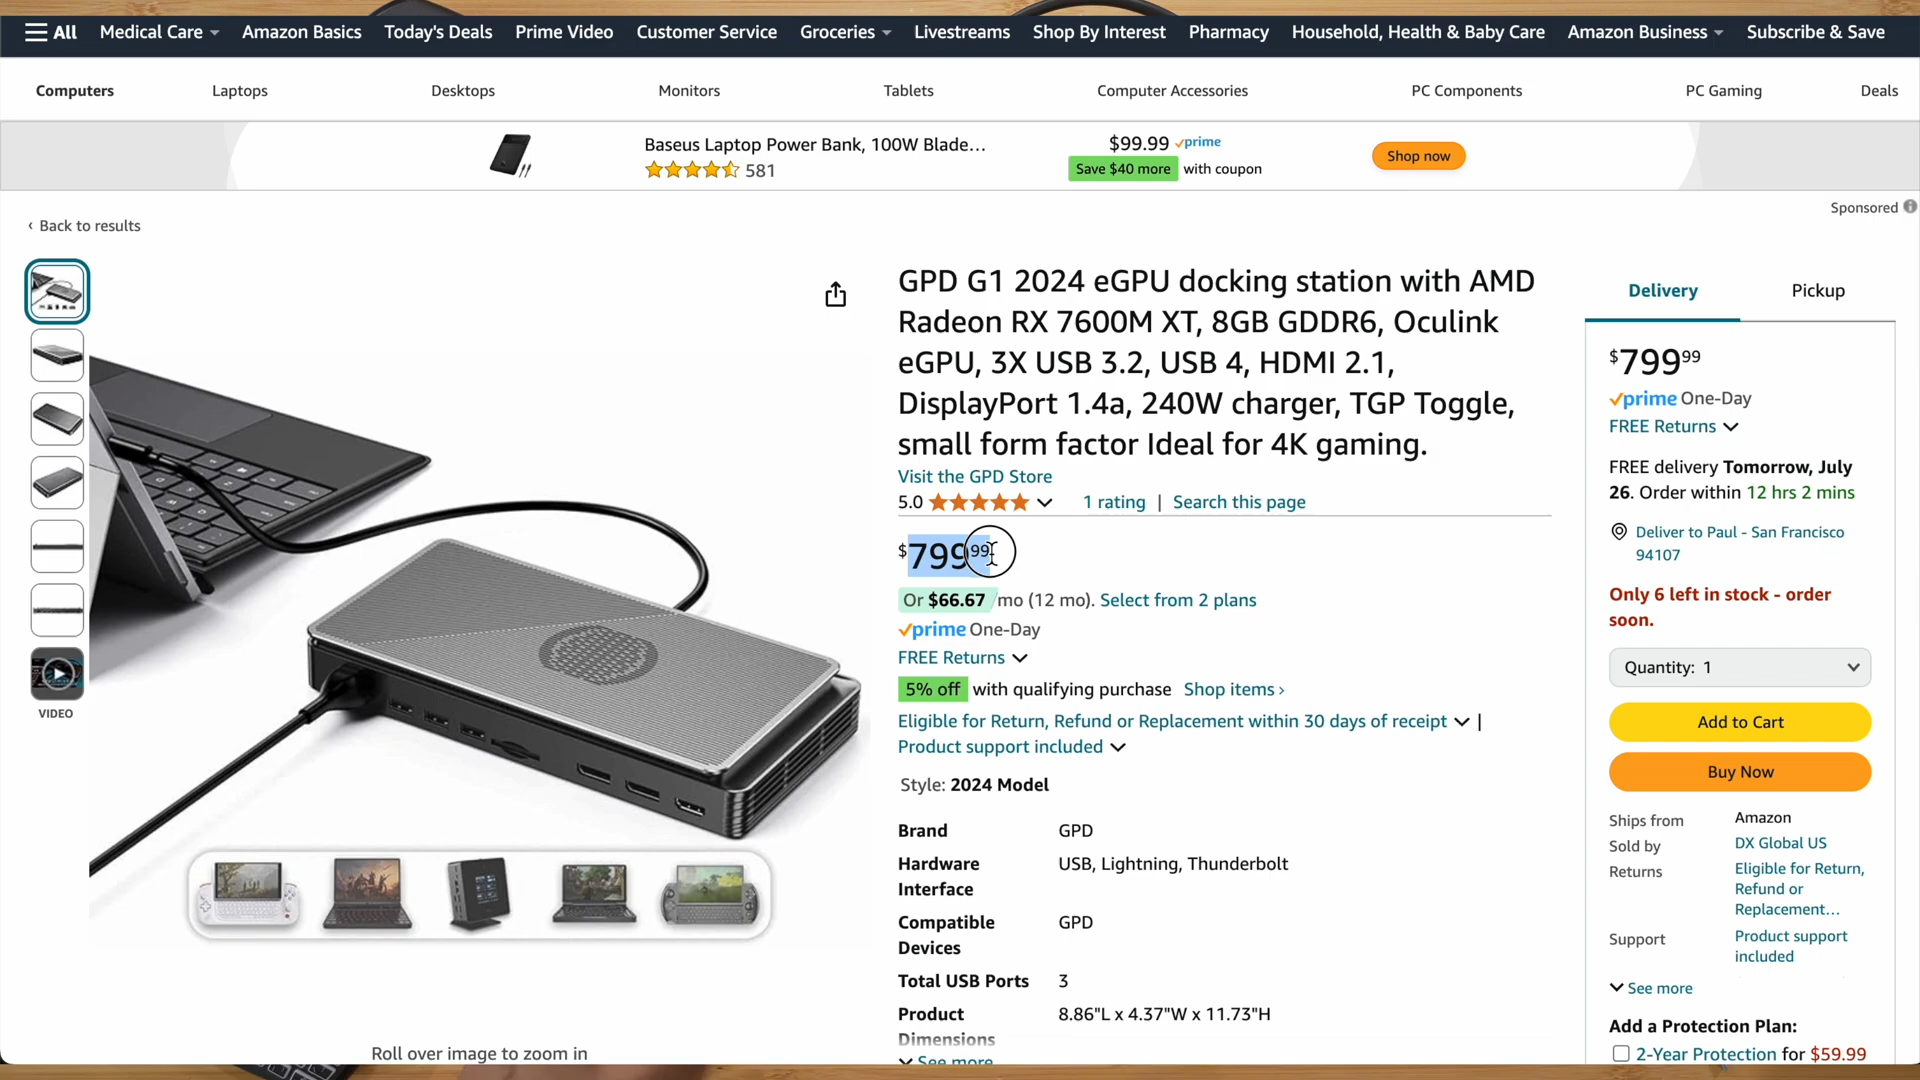 All Medical Care Amazon Basics Today's Deals Prime Video Customer Service Groceries Livestreams Shop By Interest Pharmacy Household, Health & Baby Care Amazon Business Subscribe & Save
Computers Laptops Desktops Monitors Tablets Computer Accessories PC Components PC Gaming Deals
Baseus Laptop Power Bank, 100W Blade…
581
$99.99 prime
Save $40 more with coupon
Shop now
Sponsored
‹ Back to results
VIDEO
Roll over image to zoom in
GPD G1 2024 eGPU docking station with AMD
Radeon RX 7600M XT, 8GB GDDR6, Oculink
eGPU, 3X USB 3.2, USB 4, HDMI 2.1,
DisplayPort 1.4a, 240W charger, TGP Toggle,
small form factor Ideal for 4K gaming.
Visit the GPD Store
5.0 1 rating | Search this page
$799 99
Or $66.67 /mo (12 mo). Select from 2 plans
prime One-Day
FREE Returns
5% off with qualifying purchase Shop items ›
Eligible for Return, Refund or Replacement within 30 days of receipt |
Product support included
Style: 2024 Model
Brand GPD
Hardware Interface USB, Lightning, Thunderbolt
Compatible Devices GPD
Total USB Ports 3
Product Dimensions 8.86"L x 4.37"W x 11.73"H
See more
Delivery Pickup
$799 99
prime One-Day
FREE Returns
FREE delivery Tomorrow, July
26. Order within 12 hrs 2 mins
Deliver to Paul - San Francisco
94107
Only 6 left in stock - order
soon.
Quantity: 1
Add to Cart
Buy Now
Ships from Amazon
Sold by DX Global US
Returns Eligible for Return,
Refund or
Replacement…
Support Product support
included
See more
Add a Protection Plan:
2-Year Protection for $59.99